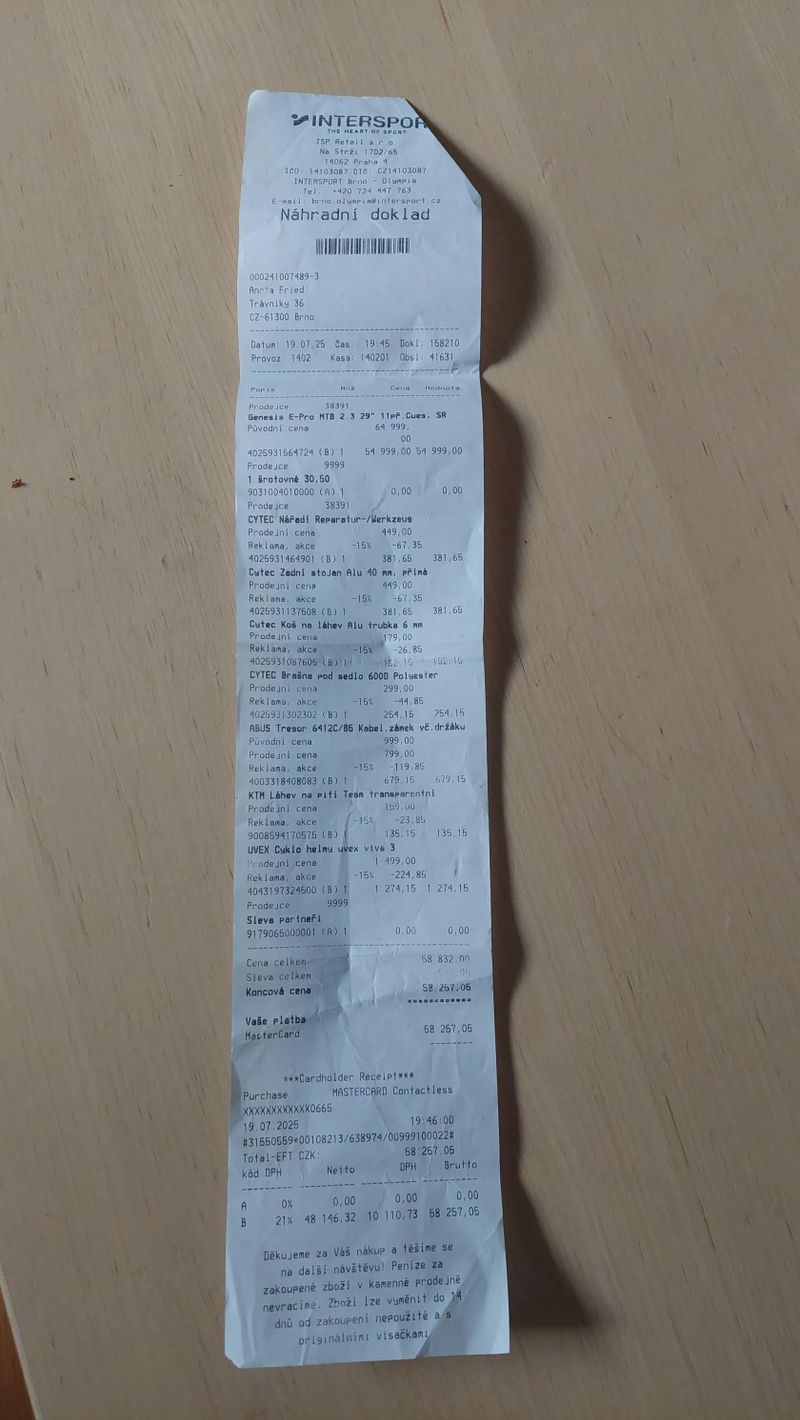 INTERSPOR
THE HEART OF SPORT
ISP Retail s.r.o
Na Strži 1702/65
14062 Praha 4
IČO: 14103087 DIČ: CZ14103087
INTERSPORT Brno - Olympia
Tel.: +420 724 447 763
E-mail: brno.olympia@intersport.cz
Náhradní doklad
000241007489-3
Aneta Fried
Trávníky 36
CZ-61300 Brno
Datum: 19.07.25 Čas: 19:45 Dokl: 158210
Provoz: 1402 Kasa: 140201 Obsl: 41631
Popis Mnž Cena Hodnota
Prodejce 38391
Genesis E-Pro MTB 2.3 29" 11př.Cues, SR
Původní cena 64 999,
00
4025931564724 (B) 1 54 999,00 54 999,00
Prodejce 9999
1 šrotovné 30,50
9031004010000 (A) 1 0,00 0,00
Prodejce 38391
CYTEC Nářadí Reparatur-/Werkzeug
Prodejní cena 449,00
Reklama, akce -15% -67,35
4025931464901 (B) 1 381,65 381,65
Cytec Zadní stojan Alu 40 mm, přímá
Prodejní cena 449,00
Reklama, akce -15% -67,35
4025931137508 (B) 1 381,65 381,65
Cytec Koš na láhev Alu trubka 6 mm
Prodejní cena 179,00
Reklama, akce -15% -26,85
4025931087605 (B) 1 152,15 152,15
CYTEC Brašna pod sedlo 600D Polyester
Prodejní cena 299,00
Reklama, akce -15% -44,85
4025931302302 (B) 1 254,15 254,15
ABUS Tresor 6412C/85 Kabel.zámek vč.držáku
Původní cena 999,00
Prodejní cena 799,00
Reklama, akce -15% -119,85
4003318408083 (B) 1 679,15 679,15
KTM Láhev na pití Team transparentní
Prodejní cena 159,00
Reklama, akce -15% -23,85
9008594170575 (B) 1 135,15 135,15
UVEX Cyklo helmy uvex viva 3
Prodejní cena 1 499,00
Reklama, akce -15% -224,85
4043197324500 (B) 1 1 274,15 1 274,15
Prodejce 9999
Sleva partneři
9179065000001 (A) 1 0,00 0,00
Cena celkem 58 832,00
Sleva celkem
Koncová cena 58 257,05
Vaše platba
MasterCard 58 257,05
***Cardholder Receipt***
Purchase MASTERCARD Contactless
XXXXXXXXXXXX0665
19.07.2025 19:46:00
#31550559*00108213/638974/00999100022#
Total-EFT CZK: 58'257.05
kód DPH Netto DPH Brutto
A 0% 0,00 0,00 0,00
B 21% 48 146,32 10 110,73 58 257,05
Děkujeme za Váš nákup a těšíme se
na další návštěvu! Peníze za
zakoupené zboží v kamenné prodejně
nevracíme. Zboží lze vyměnit do 14
dnů od zakoupení nepoužité a s
originálními visačkami